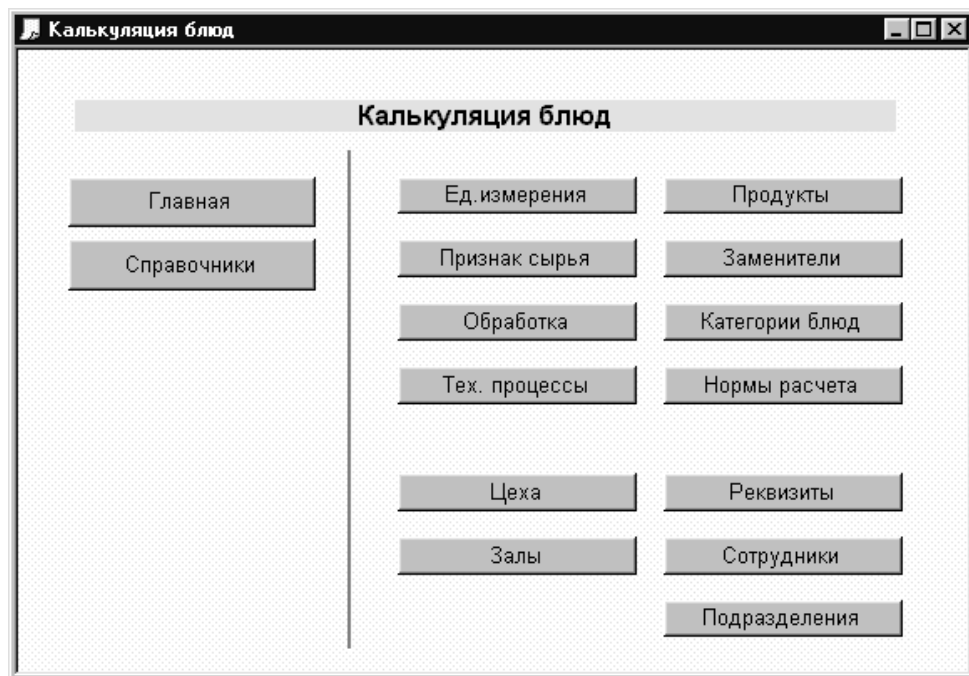 Калькуляция блюд
Калькуляция блюд
Главная
Справочники
Ед.измерения
Продукты
Признак сырья
Заменители
Обработка
Категории блюд
Тех. процессы
Нормы расчета
Цеха
Реквизиты
Залы
Сотрудники
Подразделения